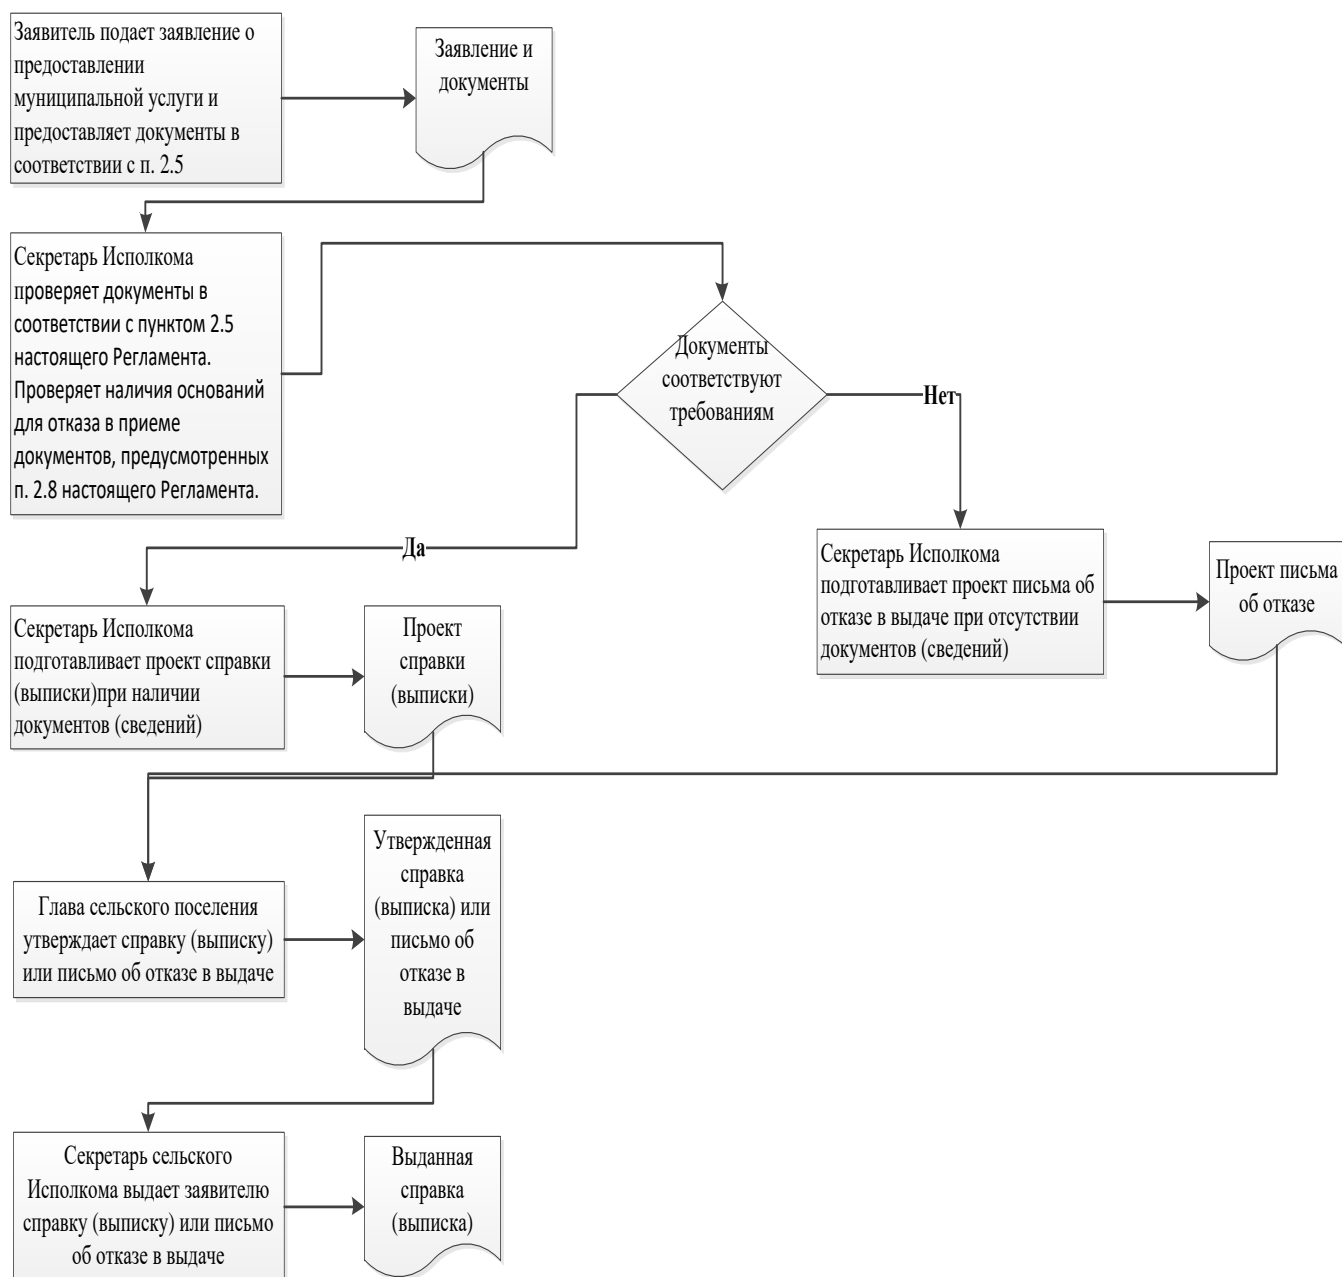 Заявитель подает заявление о
предоставлении
муниципальной услуги и
предоставляет документы в
соответствии с п. 2.5
Заявление и
документы
Секретарь Исполкома
проверяет документы в
соответствии с пунктом 2.5
настоящего Регламента.
Проверяет наличия оснований
для отказа в приеме
документов, предусмотренных
п. 2.8 настоящего Регламента.
Документы
соответствуют
требованиям
Нет
Да
Секретарь Исполкома
подготавливает проект письма об
отказе в выдаче при отсутствии
документов (сведений)
Проект письма
об отказе
Секретарь Исполкома
подготавливает проект справки
(выписки)при наличии
документов (сведений)
Проект
справки
(выписки)
Глава сельского поселения
утверждает справку (выписку)
или письмо об отказе в выдаче
Утвержденная
справка
(выписка) или
письмо об
отказе в
выдаче
Секретарь сельского
Исполкома выдает заявителю
справку (выписку) или письмо
об отказе в выдаче
Выданная
справка
(выписка)